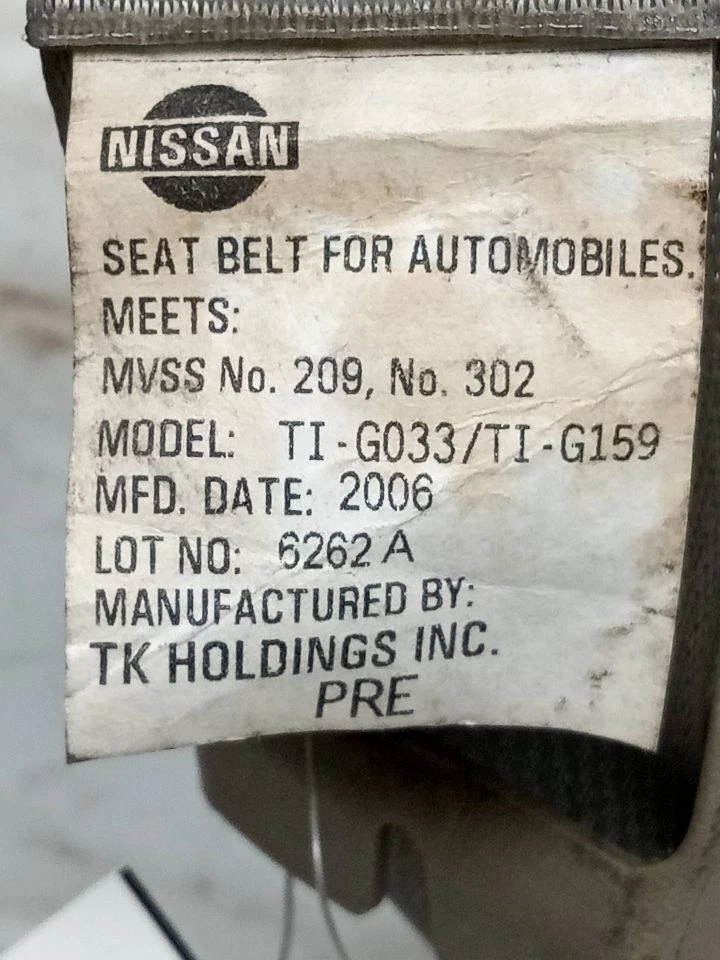 NISSAN
SEAT BELT FOR AUTOMOBILES.
MEETS:
MVSS No. 209, No. 302
MODEL: TI-G033/TI-G159
MFD. DATE: 2006
LOT NO: 6262 A
MANUFACTURED BY:
TK HOLDINGS INC.
PRE